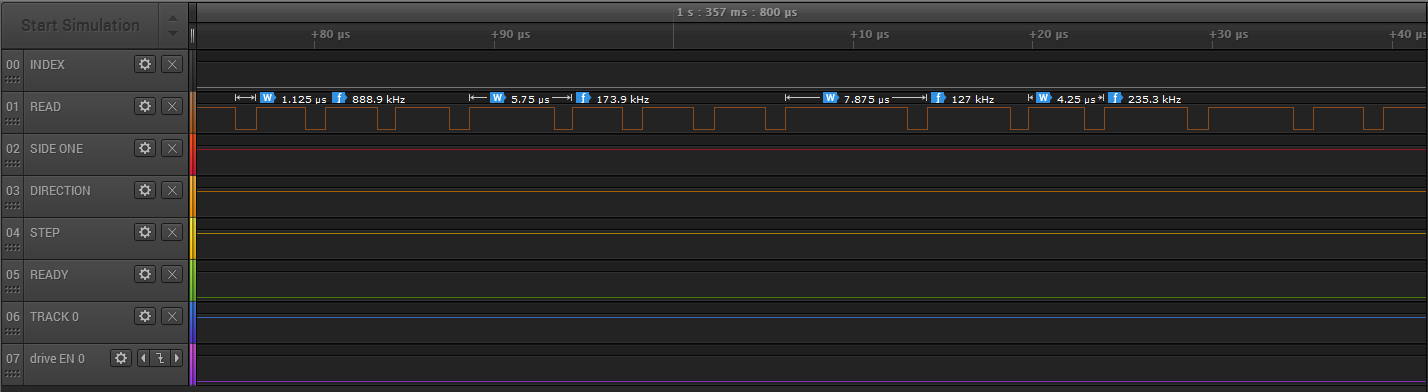 Start Simulation
1 s : 357 ms : 800 µs
+80 µs +90 µs +10 µs +20 µs +30 µs +40 µs
00 INDEX
01 READ W 1.125 µs f 888.9 kHz W 5.75 µs f 173.9 kHz W 7.875 µs f 127 kHz W 4.25 µs f 235.3 kHz
02 SIDE ONE
03 DIRECTION
04 STEP
05 READY
06 TRACK 0
07 drive EN 0